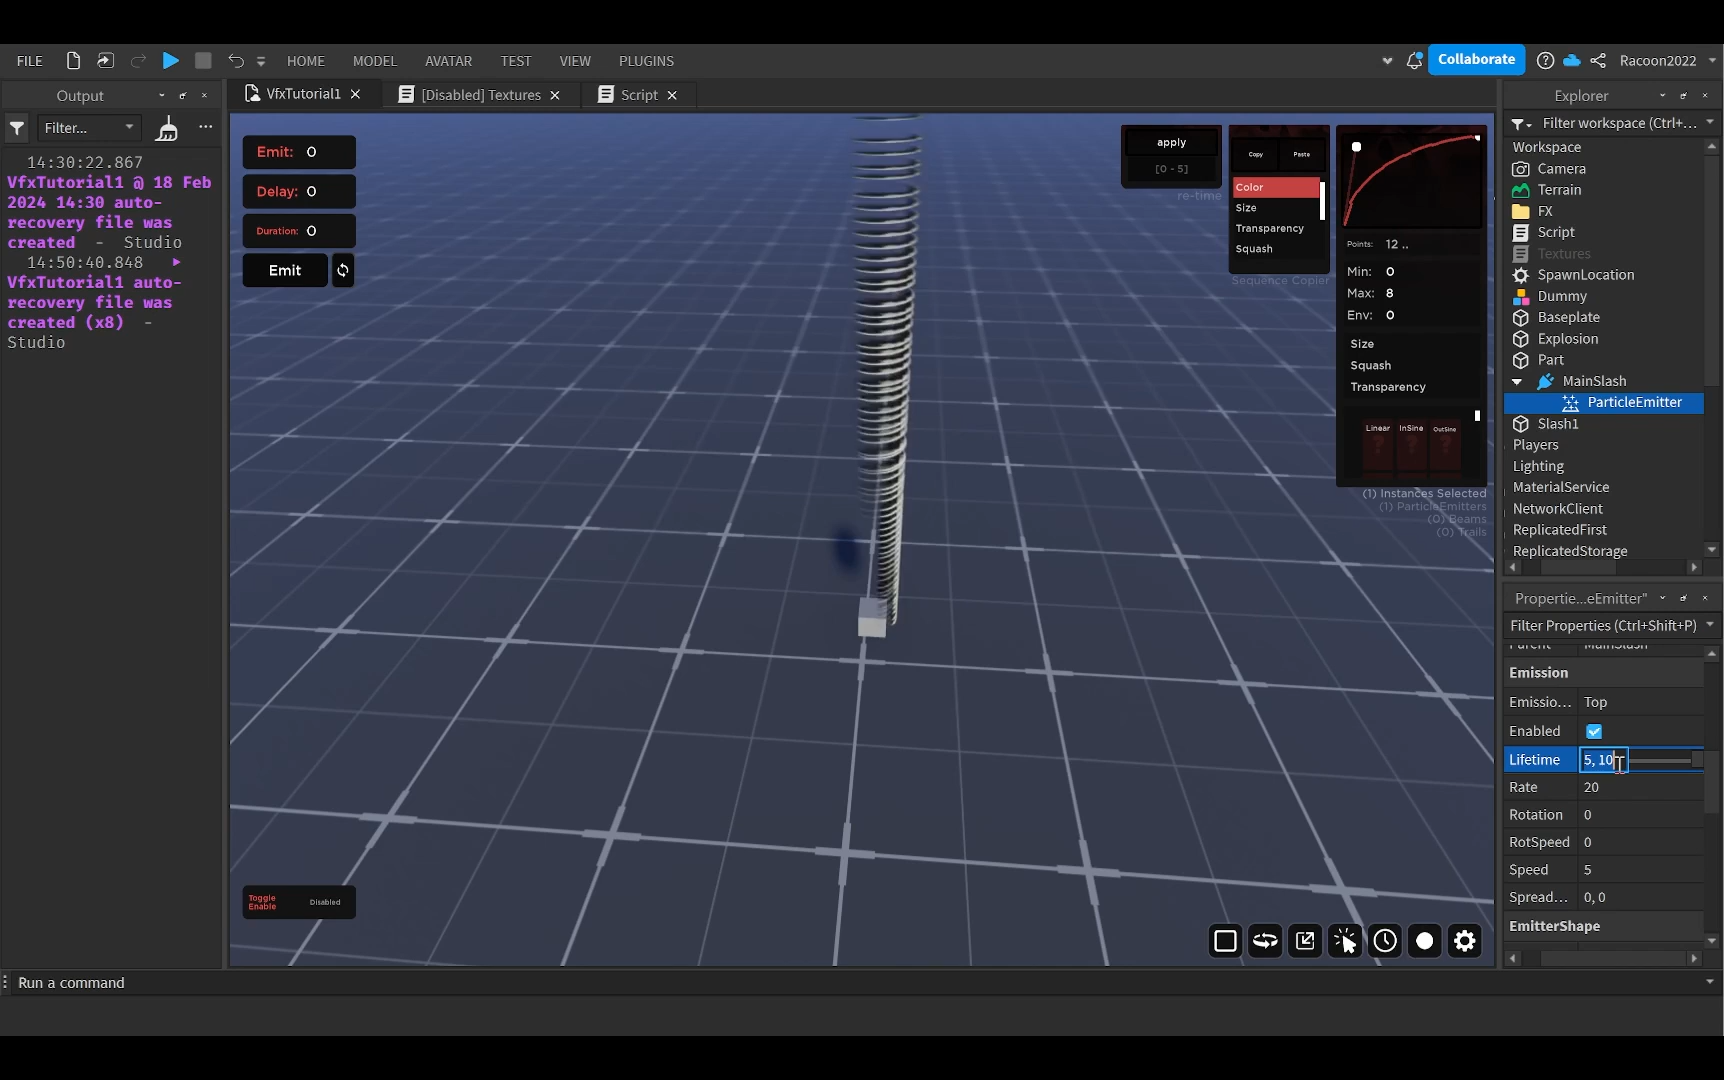 FILE
HOME
MODEL
AVATAR
TEST
VIEW
PLUGINS
Collaborate
Racoon2022
Output
VfxTutorial1
[Disabled] Textures
Script
Filter...
14:30:22.867
VfxTutorial1 @ 18 Feb
2024 14:30 auto-
recovery file was
created - Studio
14:50:40.848
VfxTutorial1 auto-
recovery file was
created (x8) -
Studio
Emit: 0
Delay: 0
Duration: 0
Emit
Toggle
Enable
Disabled
apply
[0 - 5]
re-time
Copy
Paste
Color
Size
Transparency
Squash
Sequence Copier
Points: 12 ..
Min: 0
Max: 8
Env: 0
Size
Squash
Transparency
Linear
InSine
OutSine
(1) Instances Selected
(1) ParticleEmitters
(0) Beams
(0) Trails
Explorer
Filter workspace (Ctrl+...
Workspace
Camera
Terrain
FX
Script
Textures
SpawnLocation
Dummy
Baseplate
Explosion
Part
MainSlash
ParticleEmitter
Slash1
Players
Lighting
MaterialService
NetworkClient
ReplicatedFirst
ReplicatedStorage
Propertie...eEmitter"
Filter Properties (Ctrl+Shift+P)
Parent MainSlash
Emission
Emissio... Top
Enabled
Lifetime 5, 10
Rate 20
Rotation 0
RotSpeed 0
Speed 5
Spread... 0, 0
EmitterShape
Run a command